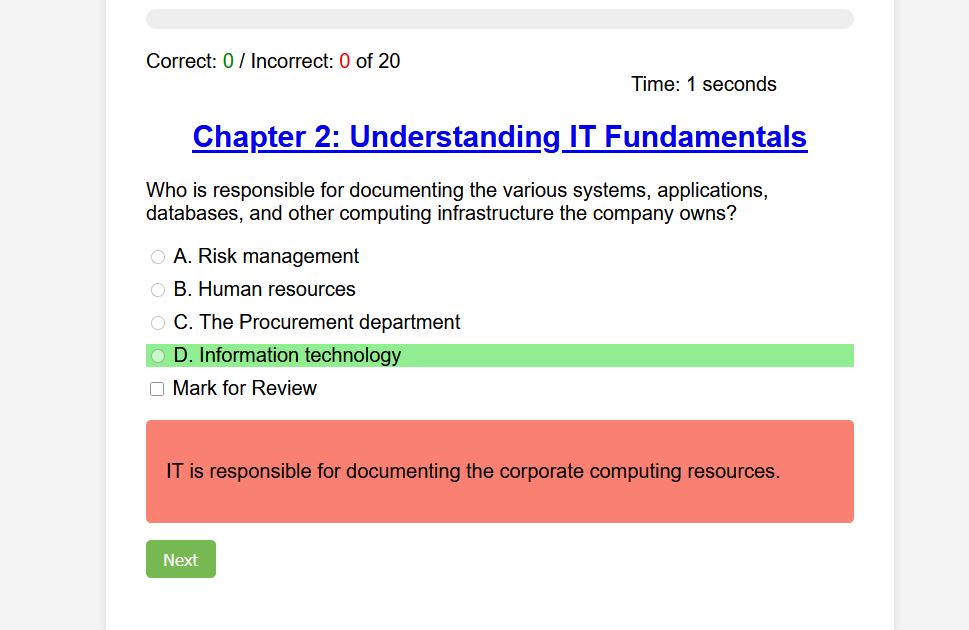 Correct: 0 / Incorrect: 0 of 20
Time: 1 seconds
Chapter 2: Understanding IT Fundamentals
Who is responsible for documenting the various systems, applications,
databases, and other computing infrastructure the company owns?
A. Risk management
B. Human resources
C. The Procurement department
D. Information technology
Mark for Review
IT is responsible for documenting the corporate computing resources.
Next